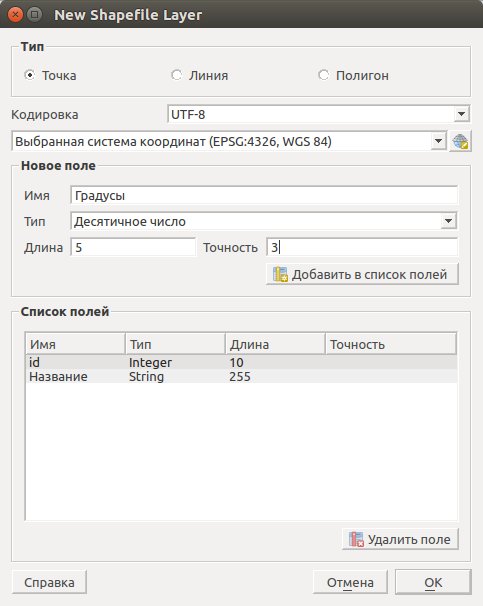 New Shapefile Layer
Тип
Точка Линия Полигон
Кодировка UTF-8
Выбранная система координат (EPSG:4326, WGS 84)
Новое поле
Имя Градусы
Тип Десятичное число
Длина 5 Точность 3
Добавить в список полей
Список полей
Имя Тип Длина Точность
id Integer 10
Название String 255
Удалить поле
Справка Отмена OK